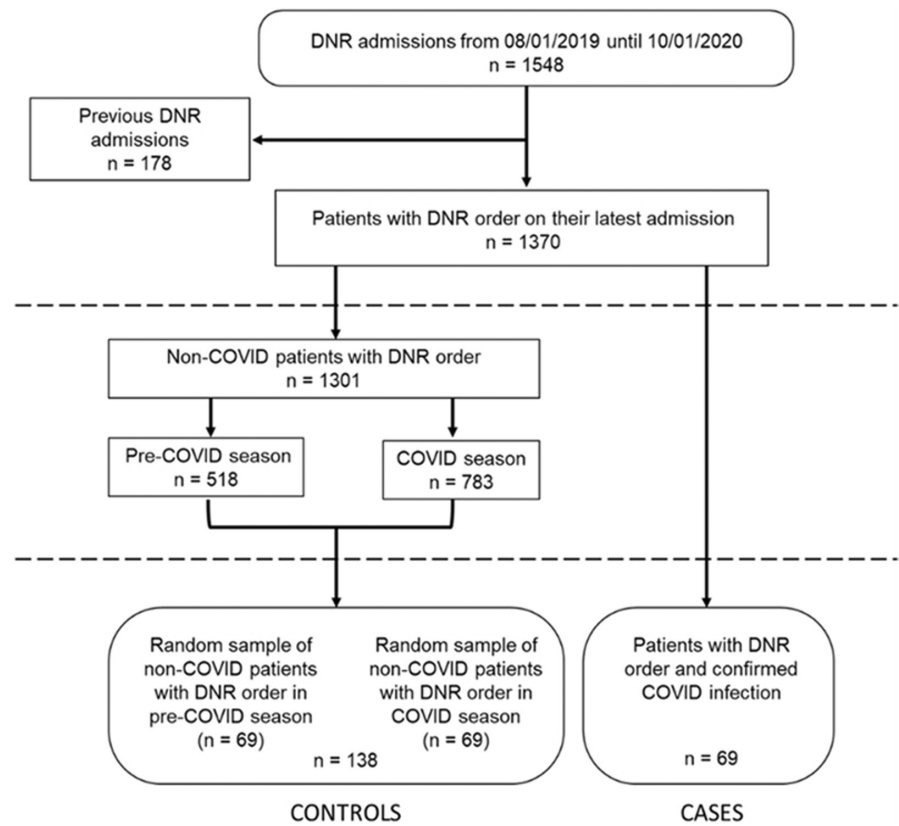 DNR admissions from 08/01/2019 until 10/01/2020
n = 1548
Previous DNR
admissions
n = 178
Patients with DNR order on their latest admission
n = 1370
Non-COVID patients with DNR order
n = 1301
Pre-COVID season
n = 518
COVID season
n = 783
Random sample of
non-COVID patients
with DNR order in
pre-COVID season
(n = 69)
Random sample of
non-COVID patients
with DNR order in
COVID season
(n = 69)
n = 138
Patients with DNR
order and confirmed
COVID infection
n = 69
CONTROLS
CASES